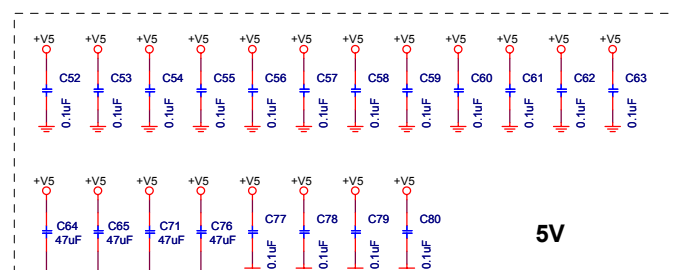 +V5 +V5 +V5 +V5 +V5 +V5 +V5 +V5 +V5 +V5 +V5 +V5
C52 C53 C54 C55 C56 C57 C58 C59 C60 C61 C62 C63
0.1uF 0.1uF 0.1uF 0.1uF 0.1uF 0.1uF 0.1uF 0.1uF 0.1uF 0.1uF 0.1uF 0.1uF
+V5 +V5 +V5 +V5 +V5 +V5 +V5 +V5
C64 C65 C71 C76 C77 C78 C79 C80
47uF 47uF 47uF 47uF 0.1uF 0.1uF 0.1uF 0.1uF
5V